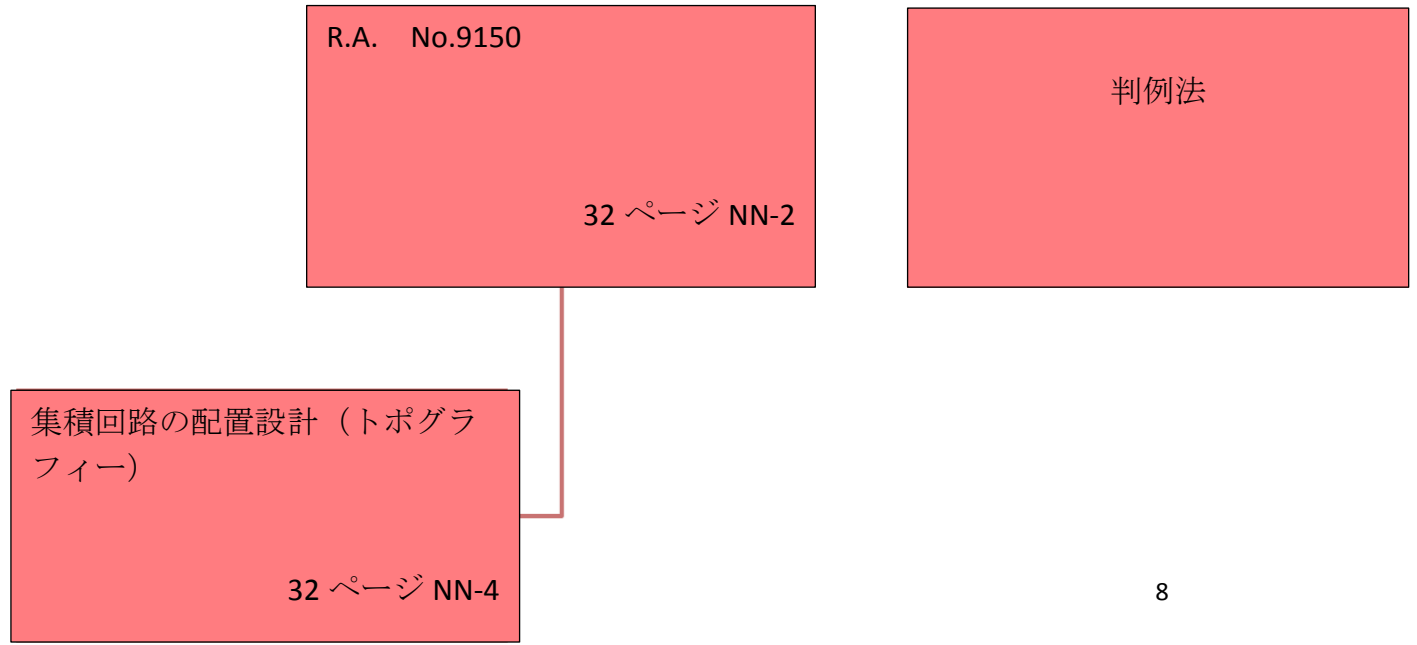 R.A. No.9150
32 ページ NN-2
判例法
集積回路の配置設計（トポグラ
フィー）
32 ページ NN-4
8